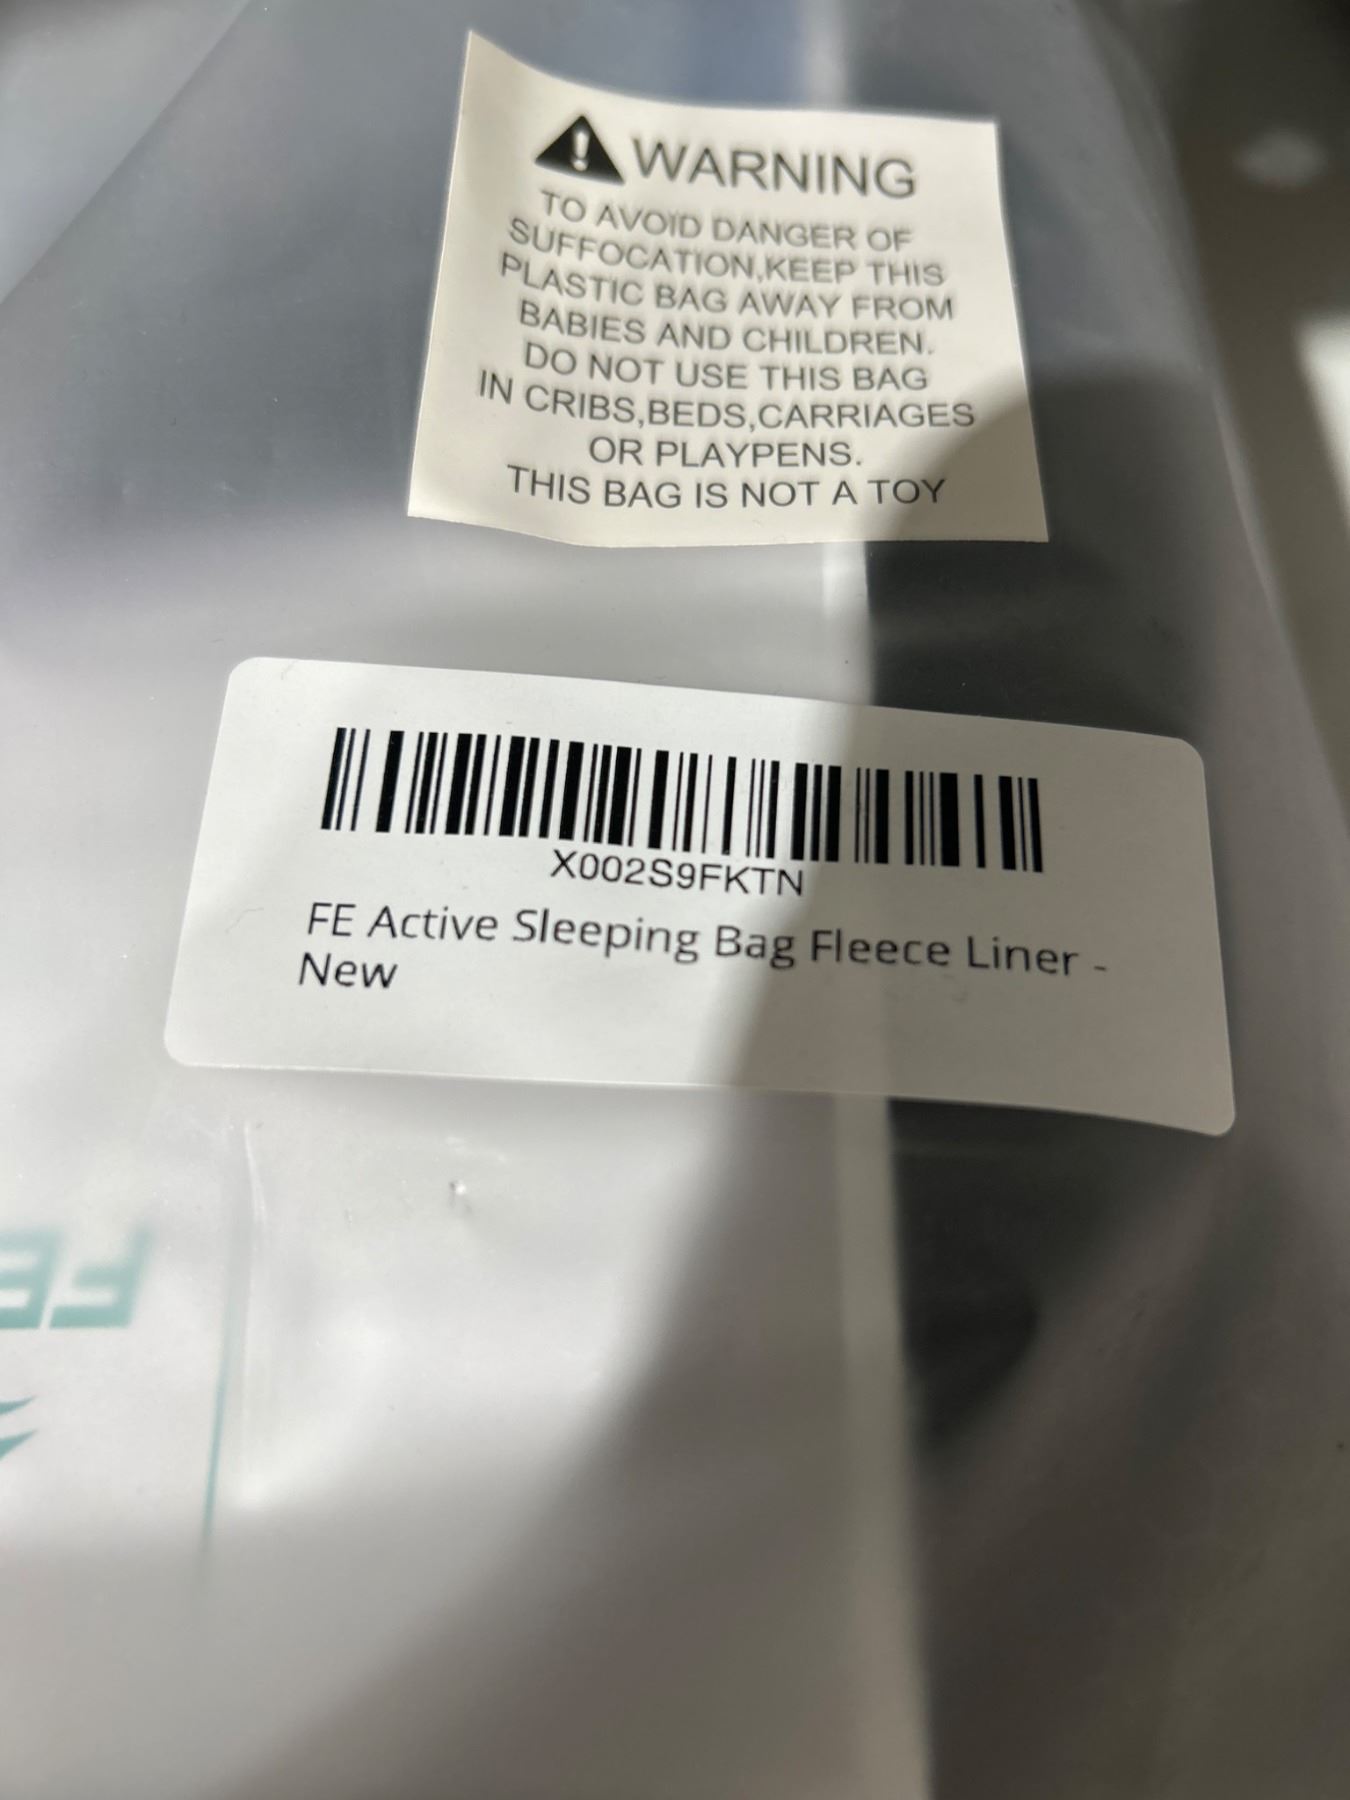 WARNING
TO AVOID DANGER OF
SUFFOCATION,KEEP THIS
PLASTIC BAG AWAY FROM
BABIES AND CHILDREN.
DO NOT USE THIS BAG
IN CRIBS,BEDS,CARRIAGES
OR PLAYPENS.
THIS BAG IS NOT A TOY
X002S9FKTN
FE Active Sleeping Bag Fleece Liner -
New
FE